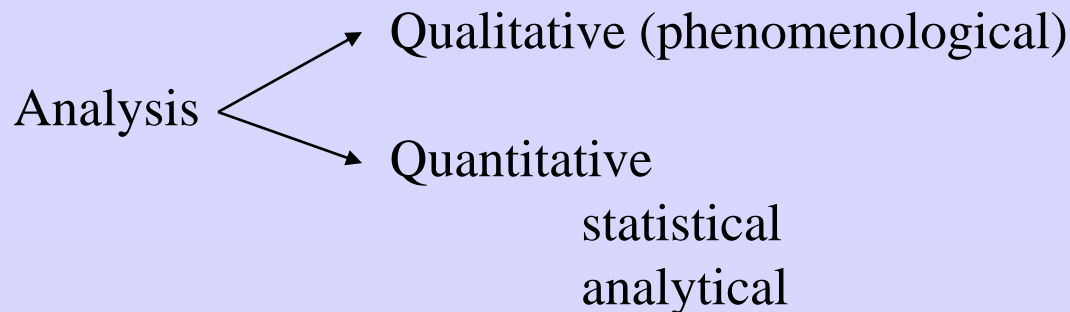 Qualitative (phenomenological)
Analysis
Quantitative
statistical
analytical